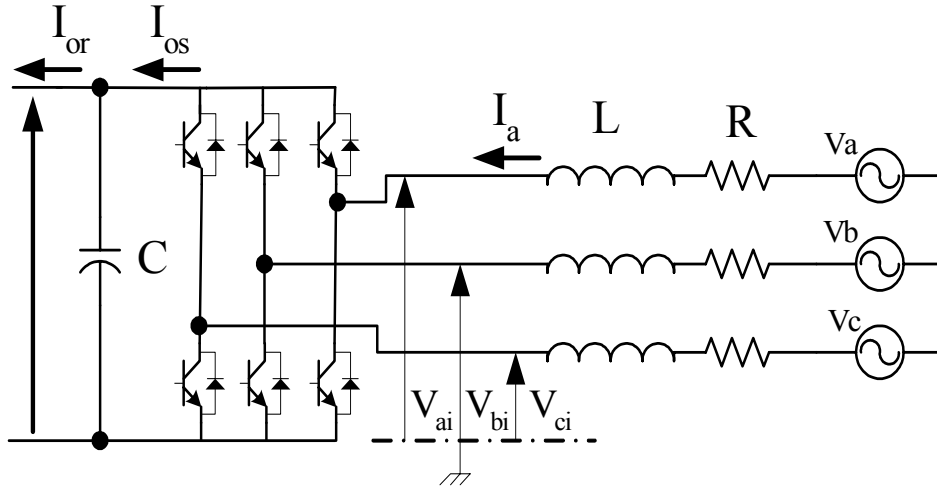 I_or I_os
I_a L R Va
C Vb
Vc
V_ai V_bi V_ci